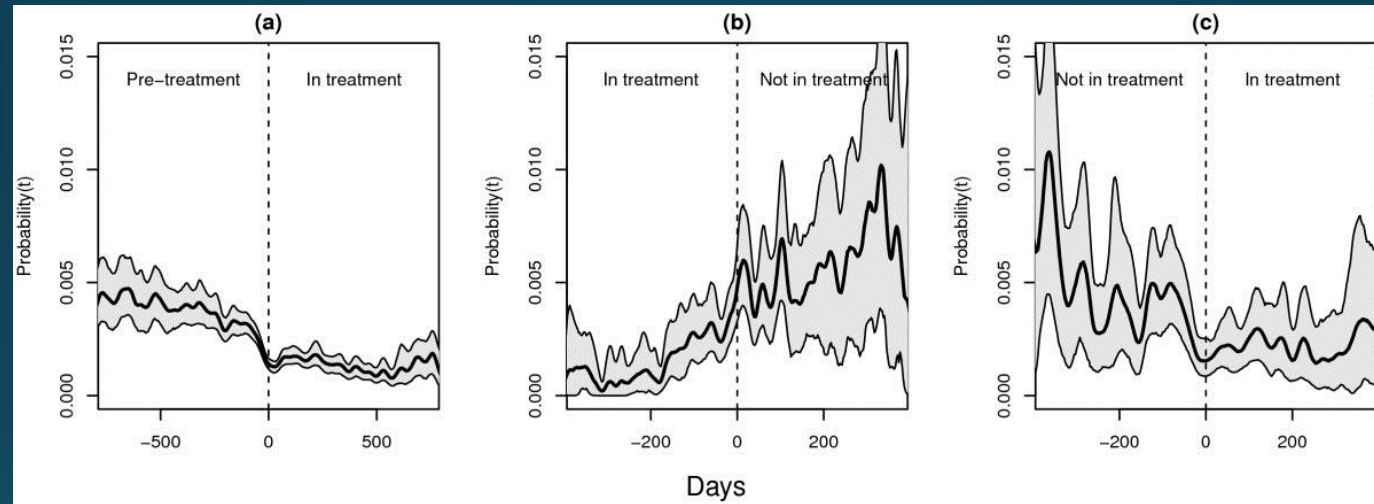 (a)
Pre-treatment
In treatment
0.015
0.010
0.005
0.000
Probability(t)
-500
0
500
(b)
In treatment
Not in treatment
0.015
0.010
0.005
0.000
Probability(t)
-200
0
200
(c)
Not in treatment
In treatment
0.015
0.010
0.005
0.000
Probability(t)
-200
0
200
Days